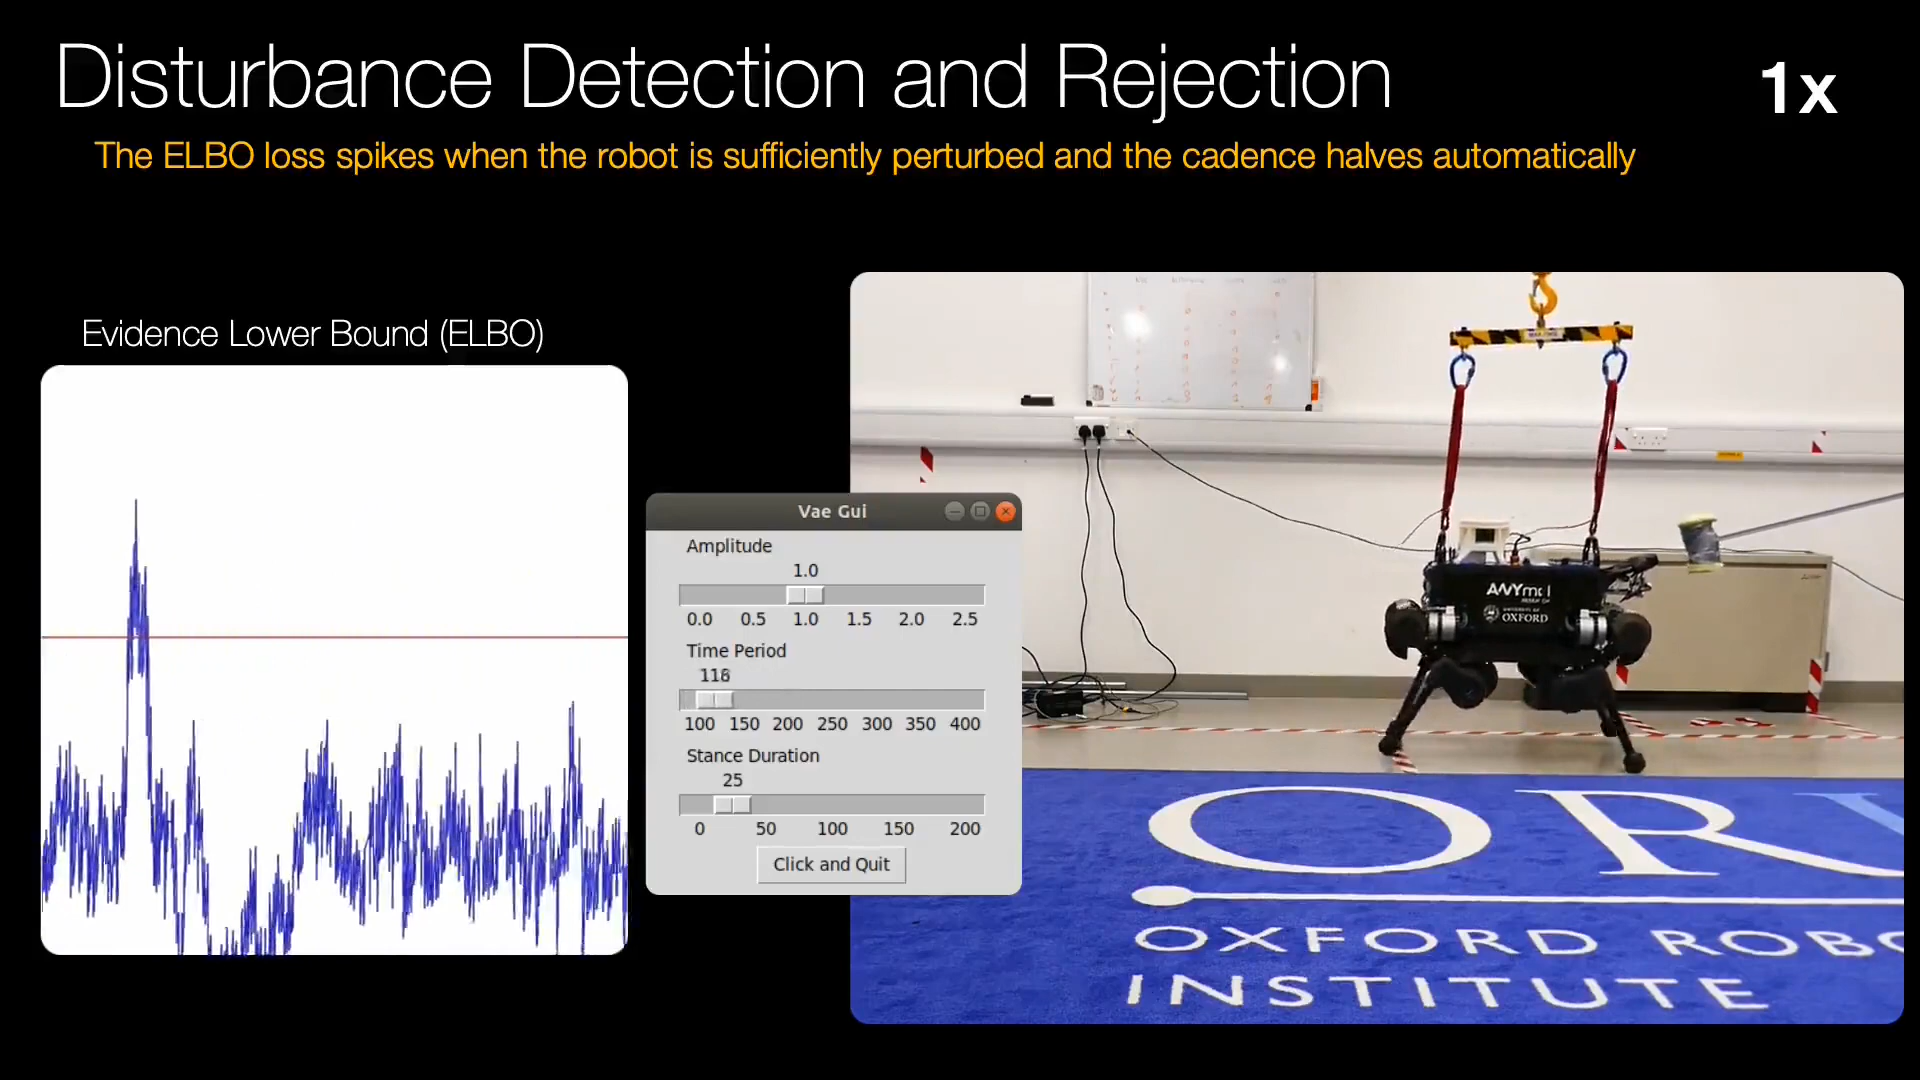 Disturbance Detection and Rejection
1x
The ELBO loss spikes when the robot is sufficiently perturbed and the cadence halves automatically
Evidence Lower Bound (ELBO)
Vae Gui
Amplitude
1.0
0.0 0.5 1.0 1.5 2.0 2.5
Time Period
118
100 150 200 250 300 350 400
Stance Duration
25
0 50 100 150 200
Click and Quit
ANYmal
UNIVERSITY OF
OXFORD
OR
OXFORD ROBO
INSTITUTE